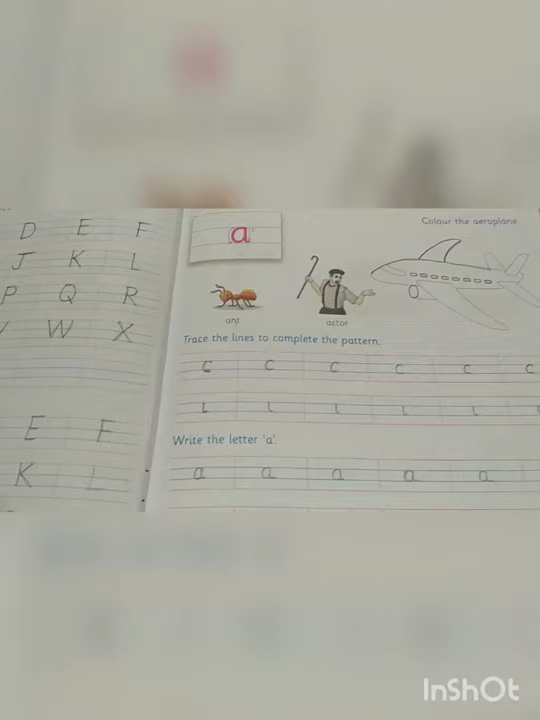 D E F
J K L
P Q R
W X
E F
K L
a
Colour the aeroplane
ant
actor
Trace the lines to complete the pattern.
c c c c c c
l l l l l l
Write the letter 'a'.
a a a a a
InShOt